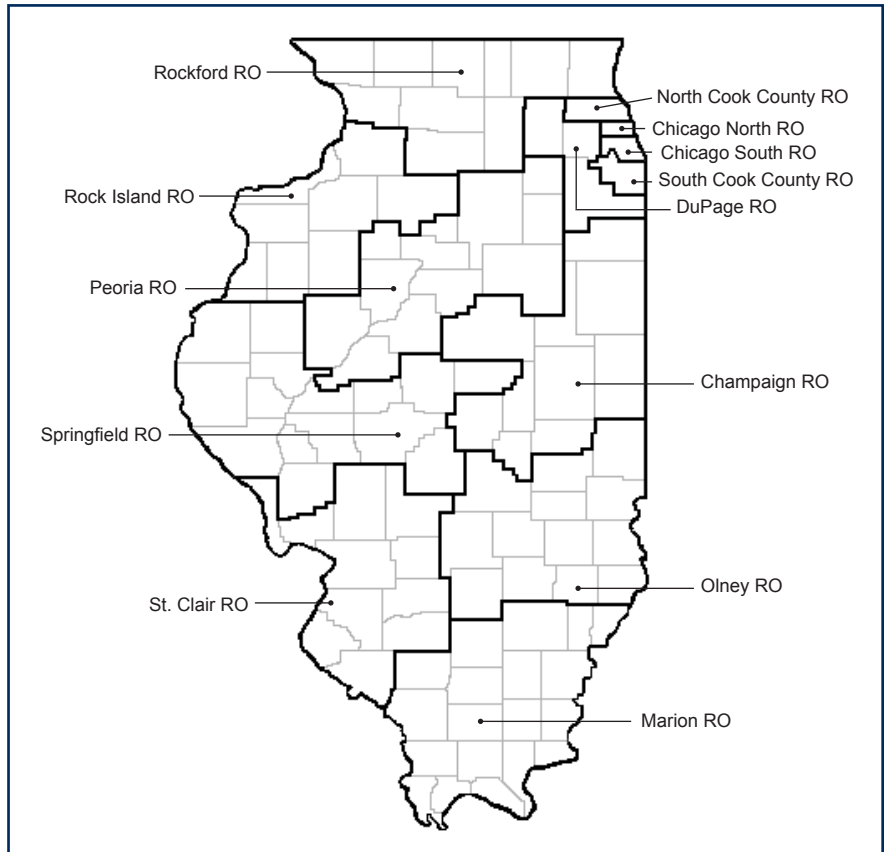 Rockford RO
North Cook County RO
Chicago North RO
Chicago South RO
South Cook County RO
Rock Island RO
DuPage RO
Peoria RO
Champaign RO
Springfield RO
Olney RO
St. Clair RO
Marion RO